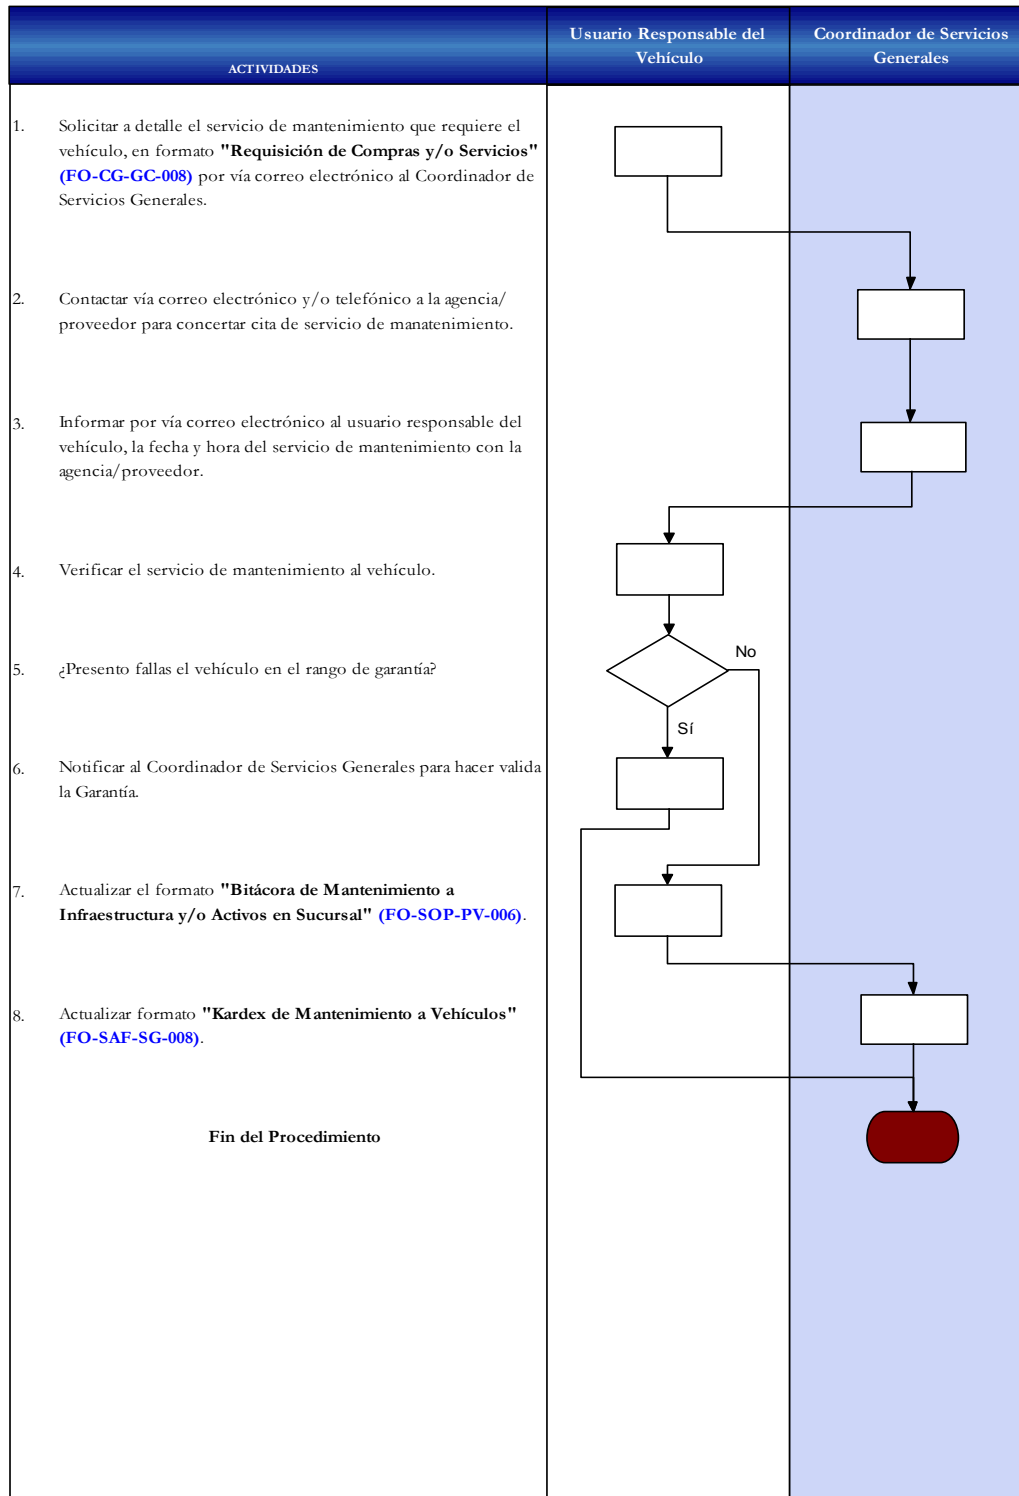 ACTIVIDADES
Usuario Responsable del
Vehículo
Coordinador de Servicios
Generales
1. Solicitar a detalle el servicio de mantenimiento que requiere el
vehículo, en formato "Requisición de Compras y/o Servicios"
(FO-CG-GC-008) por vía correo electrónico al Coordinador de
Servicios Generales.
2. Contactar vía correo electrónico y/o telefónico a la agencia/
proveedor para concertar cita de servicio de manatenimiento.
3. Informar por vía correo electrónico al usuario responsable del
vehículo, la fecha y hora del servicio de mantenimiento con la
agencia/proveedor.
4. Verificar el servicio de mantenimiento al vehículo.
5. ¿Presento fallas el vehículo en el rango de garantía?
No
Sí
6. Notificar al Coordinador de Servicios Generales para hacer valida
la Garantía.
7. Actualizar el formato "Bitácora de Mantenimiento a
Infraestructura y/o Activos en Sucursal" (FO-SOP-PV-006).
8. Actualizar formato "Kardex de Mantenimiento a Vehículos"
(FO-SAF-SG-008).
Fin del Procedimiento